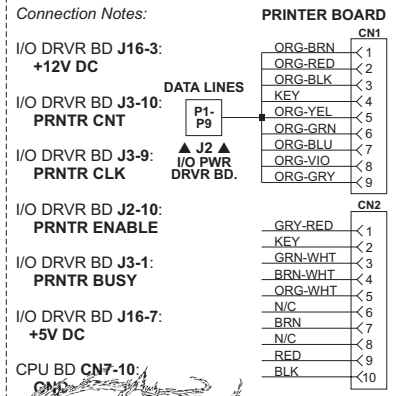 Connection Notes:
I/O DRVR BD J16-3:
+12V DC
I/O DRVR BD J3-10:
PRNTR CNT
I/O DRVR BD J3-9:
PRNTR CLK
I/O DRVR BD J2-10:
PRNTR ENABLE
I/O DRVR BD J3-1:
PRNTR BUSY
I/O DRVR BD J16-7:
+5V DC
CPU BD CN7-10:
GND
DATA LINES
P1-
P9
▲ J2 ▲
I/O PWR
DRVR BD.
PRINTER BOARD
CN1
ORG-BRN 1
ORG-RED 2
ORG-BLK 3
KEY 4
ORG-YEL 5
ORG-GRN 6
ORG-BLU 7
ORG-VIO 8
ORG-GRY 9
CN2
GRY-RED 1
KEY 2
GRN-WHT 3
BRN-WHT 4
ORG-WHT 5
N/C 6
BRN 7
N/C 8
RED 9
BLK 10